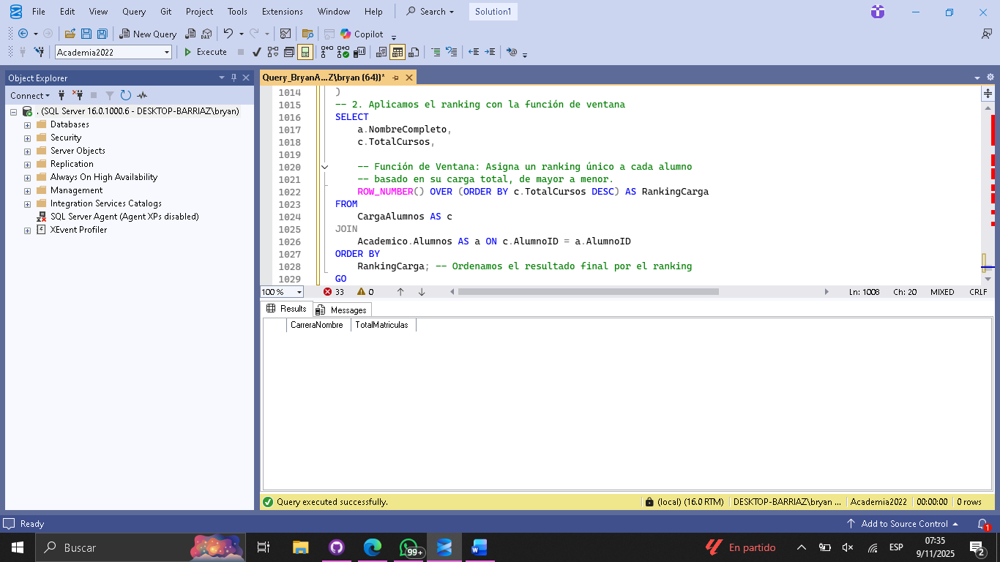 File Edit View Query Git Project Tools Extensions Window Help Search Solution1
New Query Copilot
Academia2022 Execute
Object Explorer
Connect
. (SQL Server 16.0.1000.6 - DESKTOP-BARRIAZ\bryan)
Databases
Security
Server Objects
Replication
Always On High Availability
Management
Integration Services Catalogs
SQL Server Agent (Agent XPs disabled)
XEvent Profiler
Query_BryanA...Z\bryan (64))*
1014 )
1015 -- 2. Aplicamos el ranking con la función de ventana
1016 SELECT
1017 a.NombreCompleto,
1018 c.TotalCursos,
1019
1020 -- Función de Ventana: Asigna un ranking único a cada alumno
1021 -- basado en su carga total, de mayor a menor.
1022 ROW_NUMBER() OVER (ORDER BY c.TotalCursos DESC) AS RankingCarga
1023 FROM
1024 CargaAlumnos AS c
1025 JOIN
1026 Academico.Alumnos AS a ON c.AlumnoID = a.AlumnoID
1027 ORDER BY
1028 RankingCarga; -- Ordenamos el resultado final por el ranking
1029 GO
100 % 33 0 Ln: 1008 Ch: 20 MIXED CRLF
Results Messages
CarreraNombre TotalMatriculas
Query executed successfully. (local) (16.0 RTM) DESKTOP-BARRIAZ\bryan ... Academia2022 00:00:00 0 rows
Ready Add to Source Control 1
Buscar 99+ En partido ESP 07:35
9/11/2025 2